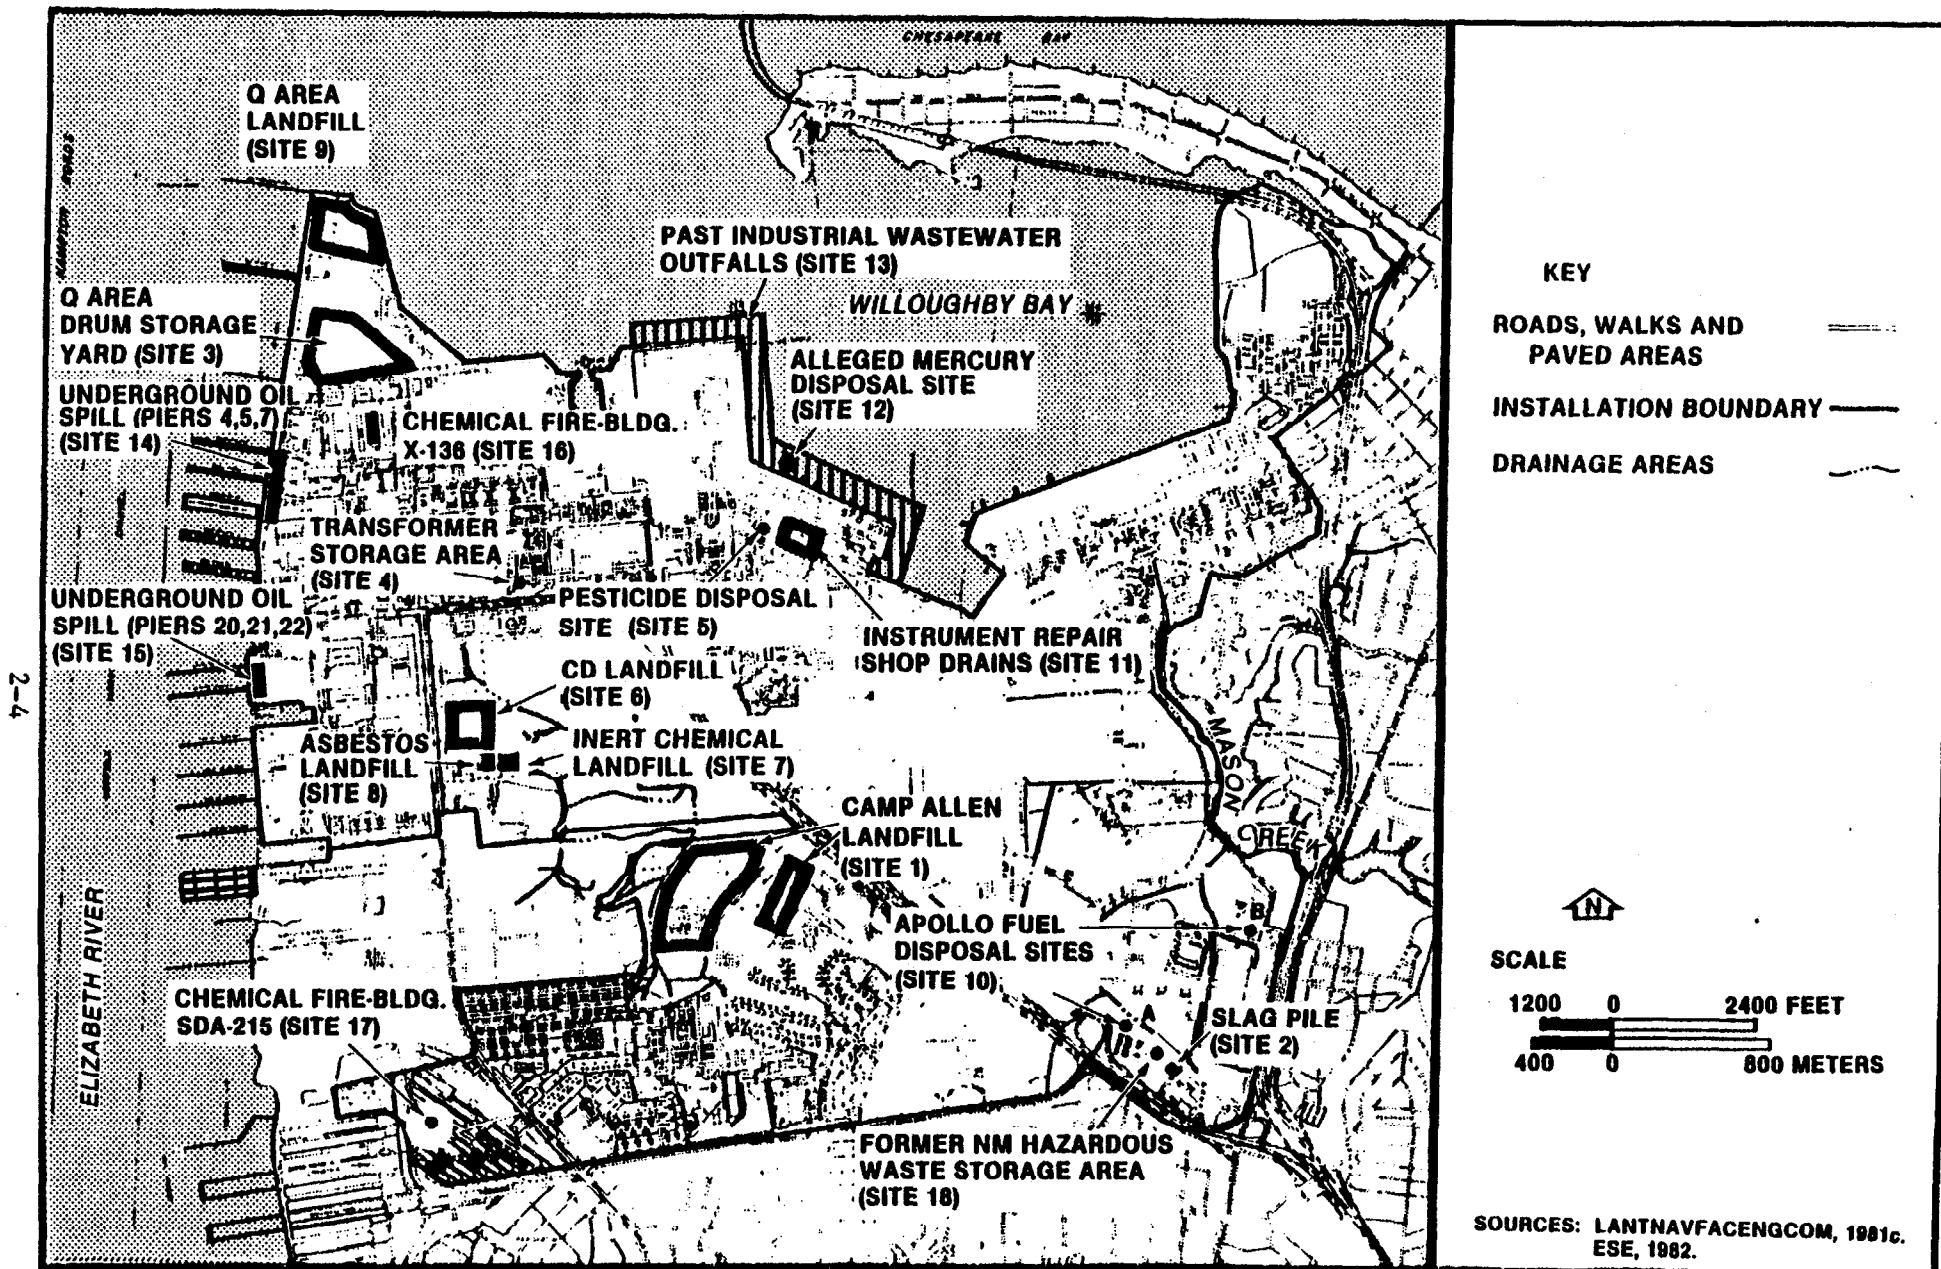 CHESAPEAKE BAY
Q AREA
LANDFILL
(SITE 9)
HAMPTON ROADS
PAST INDUSTRIAL WASTEWATER
OUTFALLS (SITE 13)
WILLOUGHBY BAY
Q AREA
DRUM STORAGE
YARD (SITE 3)
ALLEGED MERCURY
DISPOSAL SITE
(SITE 12)
UNDERGROUND OIL
SPILL (PIERS 4,5,7)
(SITE 14)
CHEMICAL FIRE-BLDG.
X-136 (SITE 16)
TRANSFORMER
STORAGE AREA
(SITE 4)
UNDERGROUND OIL
SPILL (PIERS 20,21,22)
(SITE 15)
PESTICIDE DISPOSAL
SITE (SITE 5)
INSTRUMENT REPAIR
SHOP DRAINS (SITE 11)
CD LANDFILL
(SITE 6)
ASBESTOS
LANDFILL
(SITE 8)
INERT CHEMICAL
LANDFILL (SITE 7)
MASON
CREEK
CAMP ALLEN
LANDFILL
(SITE 1)
APOLLO FUEL
DISPOSAL SITES
(SITE 10)
B
A
ELIZABETH RIVER
CHEMICAL FIRE-BLDG.
SDA-215 (SITE 17)
SLAG PILE
(SITE 2)
FORMER NM HAZARDOUS
WASTE STORAGE AREA
(SITE 18)
KEY
ROADS, WALKS AND
PAVED AREAS
INSTALLATION BOUNDARY
DRAINAGE AREAS
N
SCALE
1200 0 2400 FEET
400 0 800 METERS
SOURCES: LANTNAVFACENGCOM, 1981c.
ESE, 1982.
2-4